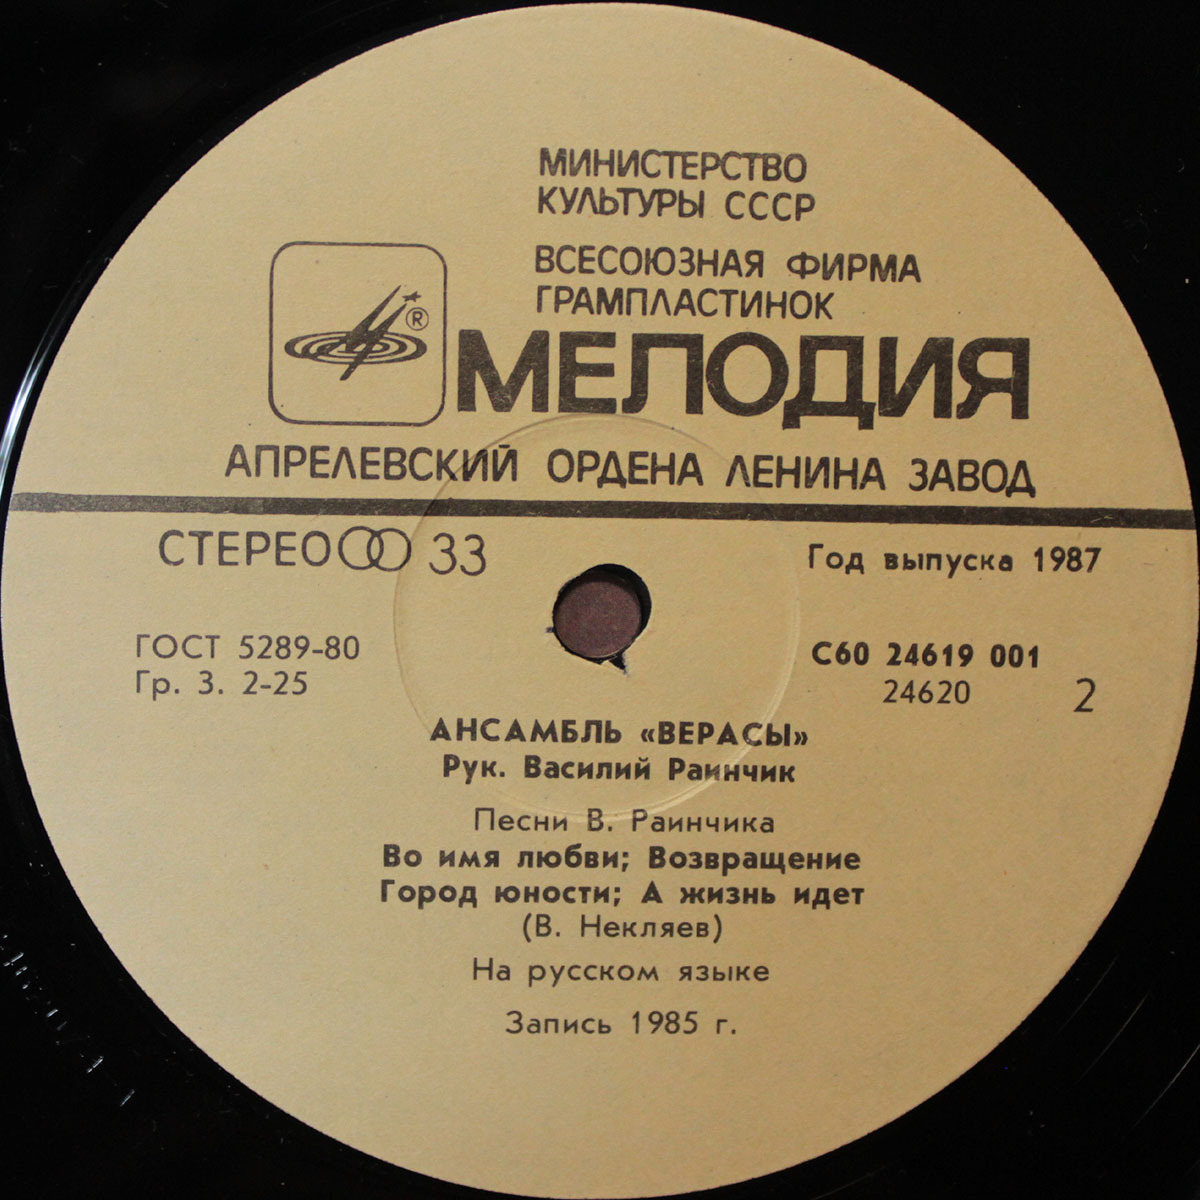 МИНИСТЕРСТВО
КУЛЬТУРЫ СССР
ВСЕСОЮЗНАЯ ФИРМА
ГРАМПЛАСТИНОК
®
МЕЛОДИЯ
АПРЕЛЕВСКИЙ ОРДЕНА ЛЕНИНА ЗАВОД
СТЕРЕО 33
Год выпуска 1987
ГОСТ 5289-80
Гр. 3. 2-25
С60 24619 001
24620
2
АНСАМБЛЬ «ВЕРАСЫ»
Рук. Василий Раинчик
Песни В. Раинчика
Во имя любви; Возвращение
Город юности; А жизнь идет
(В. Некляев)
На русском языке
Запись 1985 г.